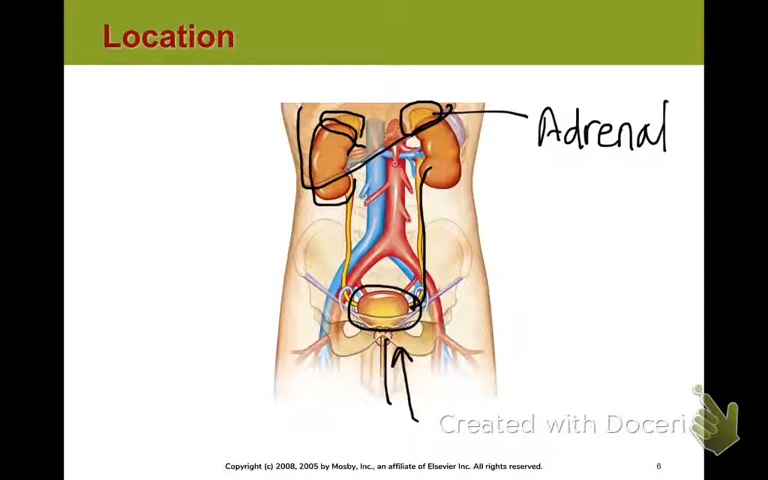 Location
Adrenal
Created with Doceri
Copyright (c) 2008, 2005 by Mosby, Inc., an affiliate of Elsevier Inc. All rights reserved.
6